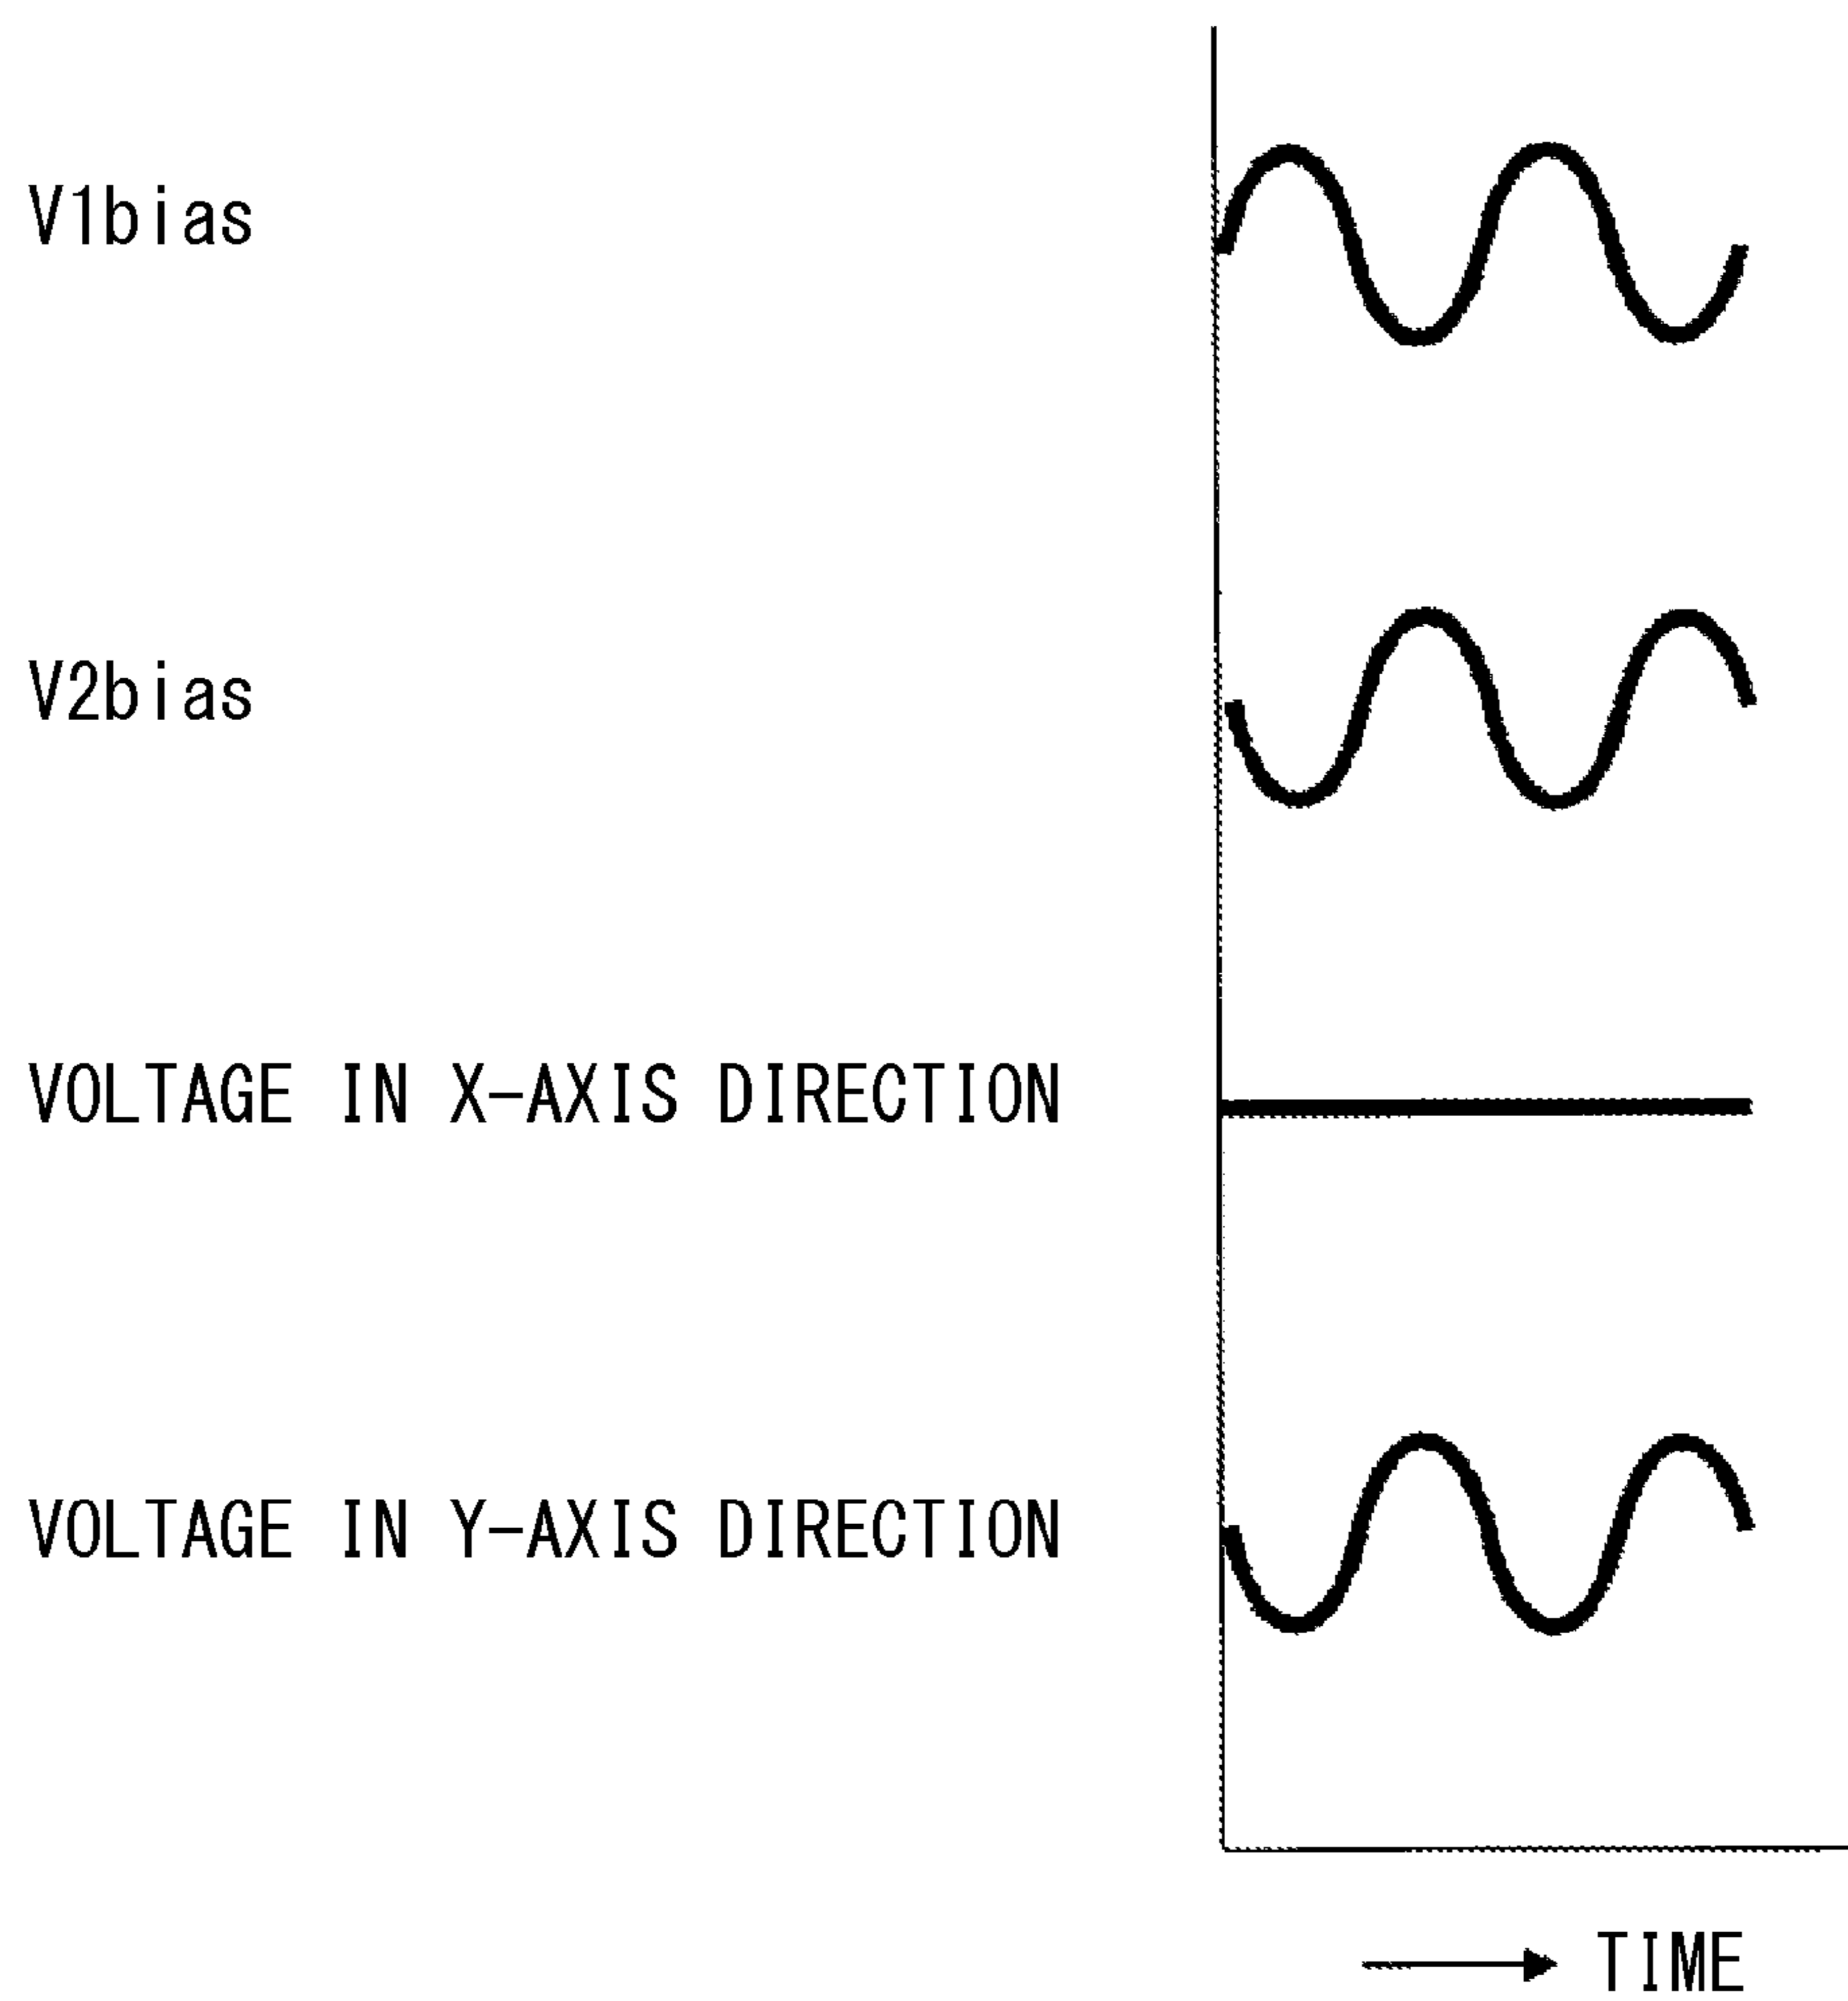 V1bias
V2bias
VOLTAGE IN X-AXIS DIRECTION
VOLTAGE IN Y-AXIS DIRECTION
TIME